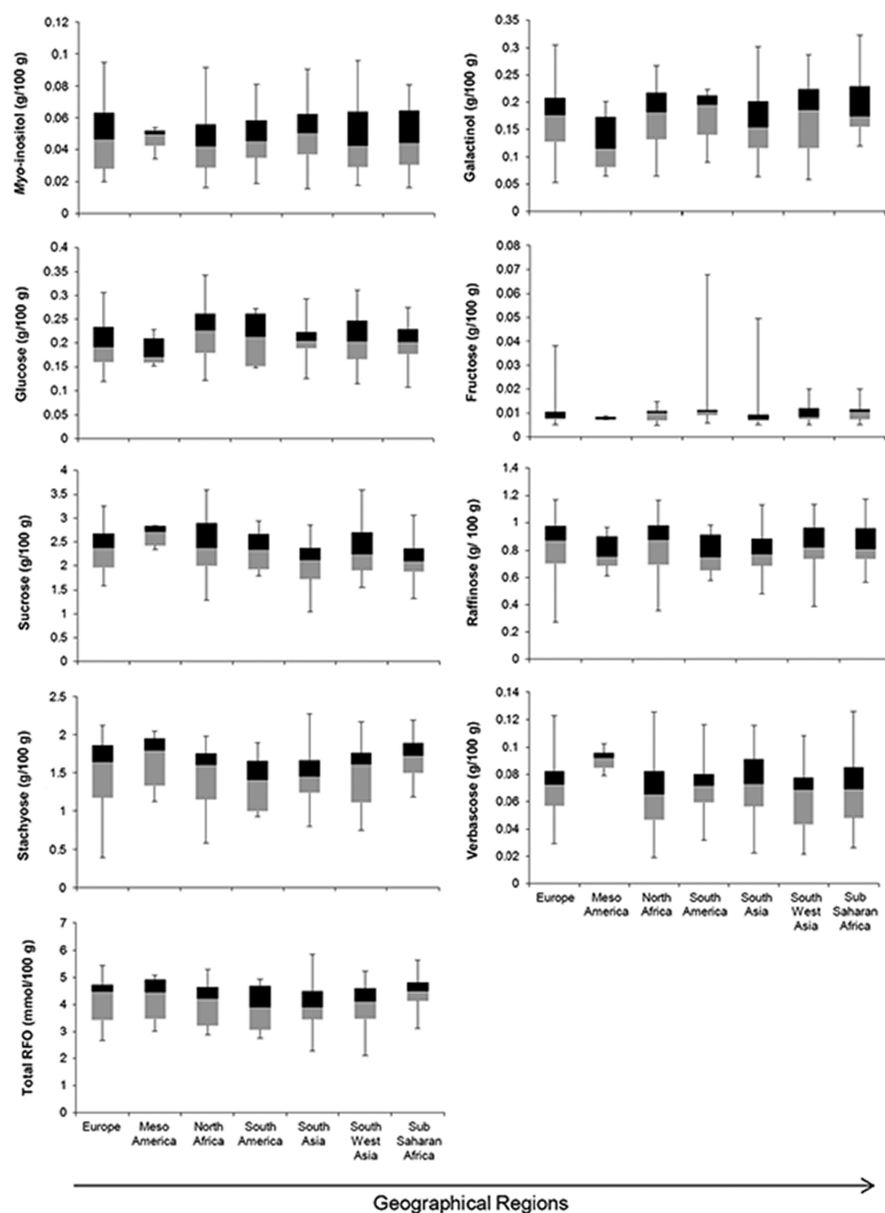 Myo-inositol (g/100 g)
0.12
0.1
0.08
0.06
0.04
0.02
0
Galactinol (g/100 g)
0.35
0.3
0.25
0.2
0.15
0.1
0.05
0
Glucose (g/100 g)
0.4
0.35
0.3
0.25
0.2
0.15
0.1
0.05
0
Fructose (g/100 g)
0.08
0.07
0.06
0.05
0.04
0.03
0.02
0.01
0
Sucrose (g/100 g)
4
3.5
3
2.5
2
1.5
1
0.5
0
Raffinose (g/ 100 g)
1.4
1.2
1
0.8
0.6
0.4
0.2
0
Stachyose (g/100 g)
2.5
2
1.5
1
0.5
0
Verbascose (g/100 g)
0.14
0.12
0.1
0.08
0.06
0.04
0.02
0
Europe
Meso
America
North
Africa
South
America
South
Asia
South
West
Asia
Sub
Saharan
Africa
Total RFO (mmol/100 g)
7
6
5
4
3
2
1
0
Europe
Meso
America
North
Africa
South
America
South
Asia
South
West
Asia
Sub
Saharan
Africa
Geographical Regions